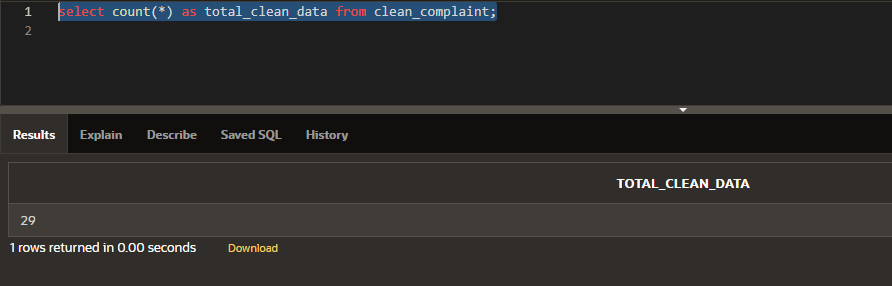 1 select count(*) as total_clean_data from clean_complaint;
2
Results Explain Describe Saved SQL History
TOTAL_CLEAN_DATA
29
1 rows returned in 0.00 seconds Download